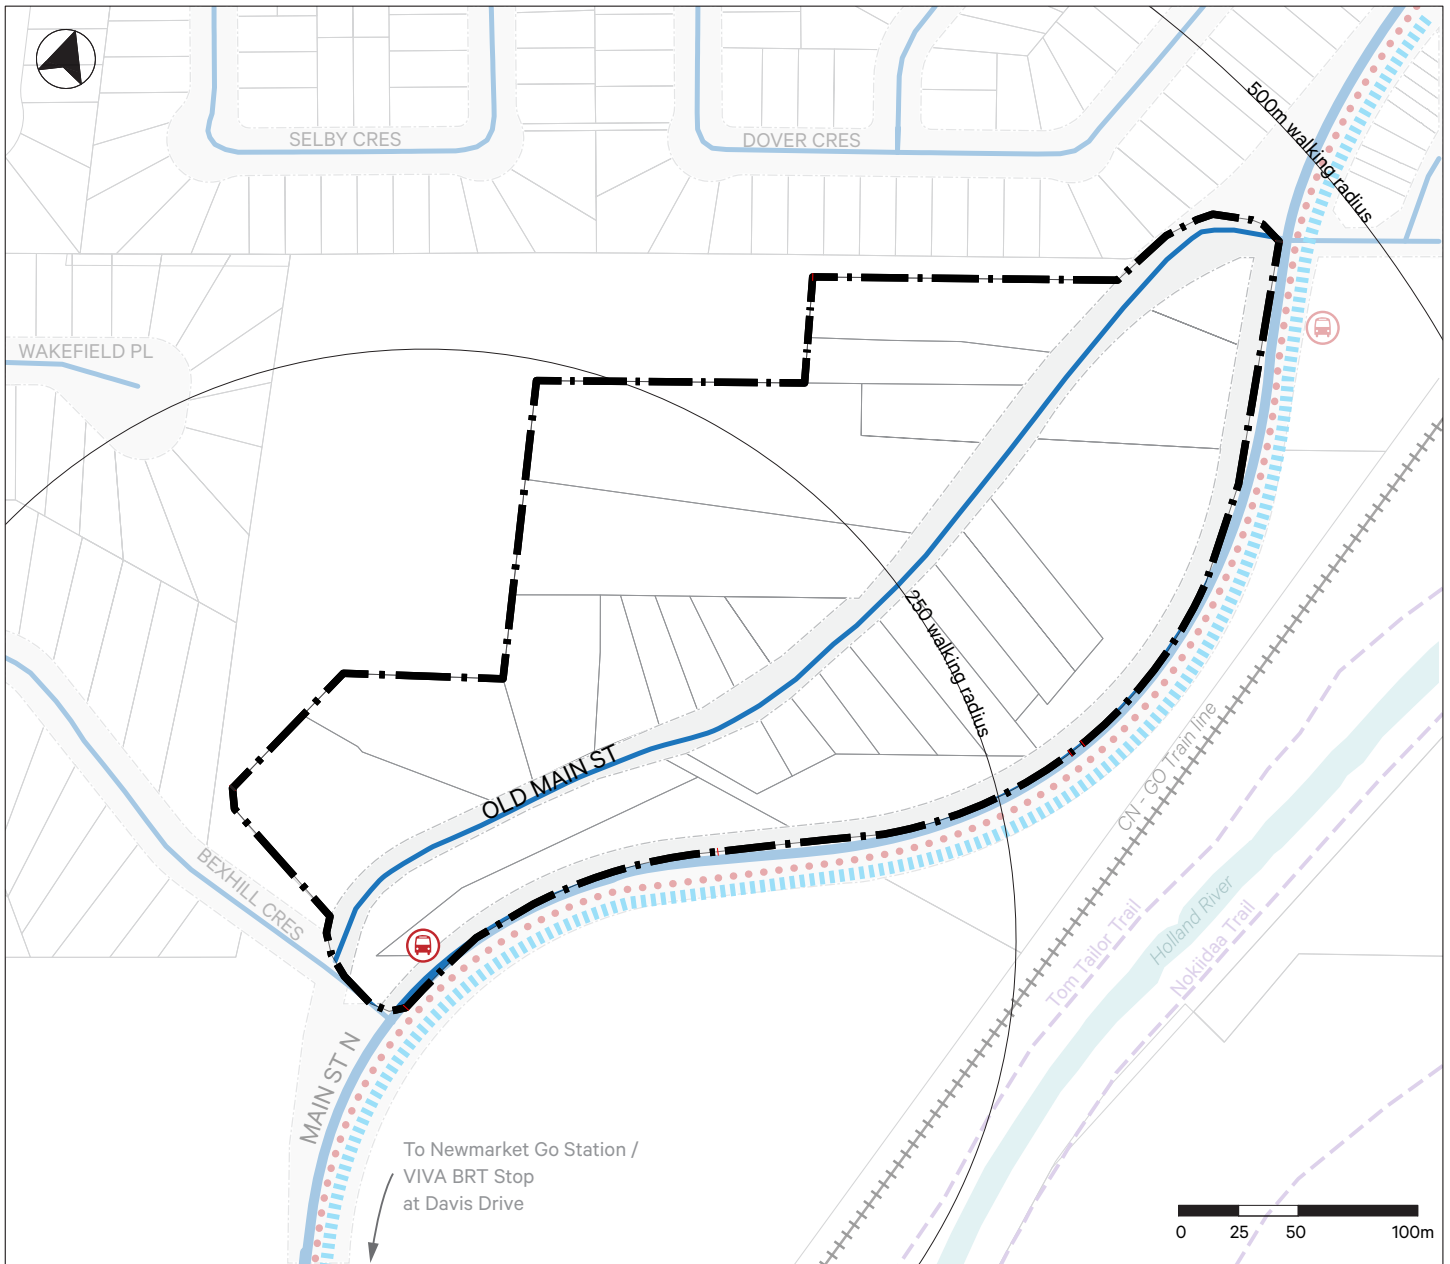 500m walking radius
SELBY CRES
DOVER CRES
WAKEFIELD PL
250 walking radius
OLD MAIN ST
CN - GO Train line
BEXHILL CRES
Tom Tailor Trail
Holland River
Nokiidaa Trail
MAIN ST N
To Newmarket Go Station /
VIVA BRT Stop
at Davis Drive
0 25 50 100m